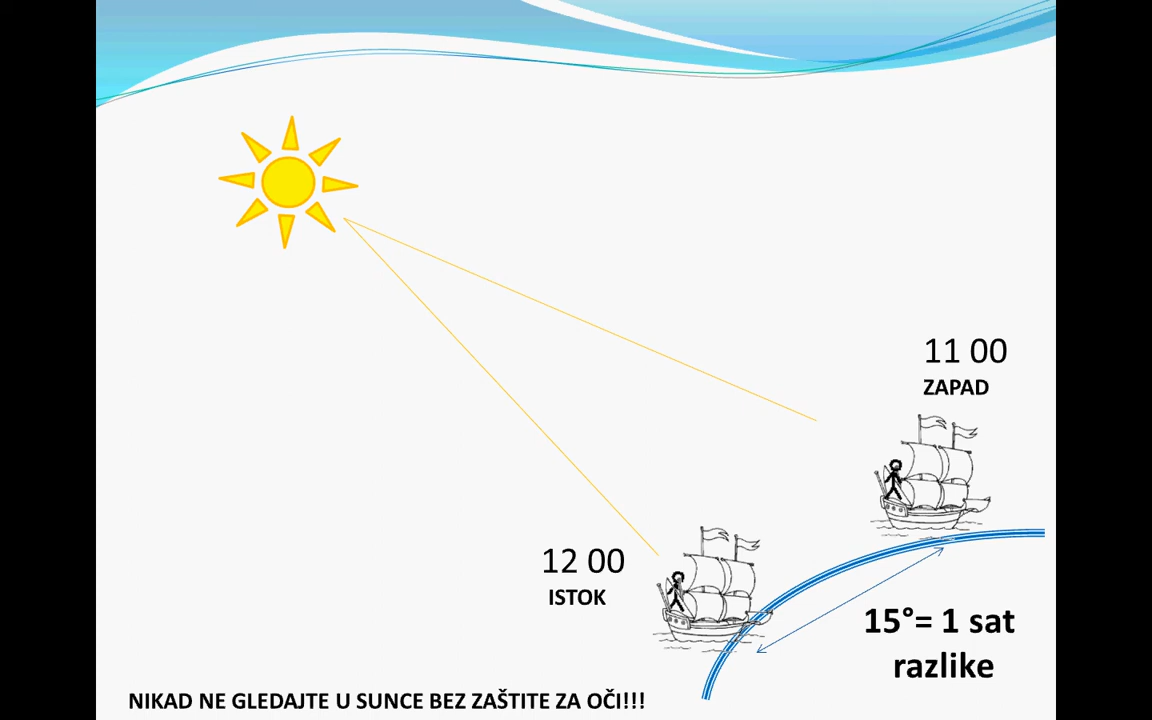 11 00
ZAPAD
12 00
ISTOK
15°= 1 sat
razlike
NIKAD NE GLEDAJTE U SUNCE BEZ ZAŠTITE ZA OČI!!!